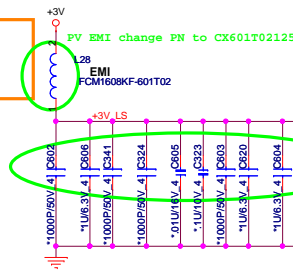 +3V
PV EMI change PN to CX601T02125
2
L28
EMI
FCM1608KF-601T02
1
+3V_LS
*1000P/50V_4 C602
*1U/6.3V_4 C606
*1000P/50V_4 C341
*1000P/50V_4 C324
*.01U/16V_4 C605
*.1U/10V_4 C323
*1000P/50V_4 C603
*1U/6.3V_4 C620
*1U/6.3V_4 C604